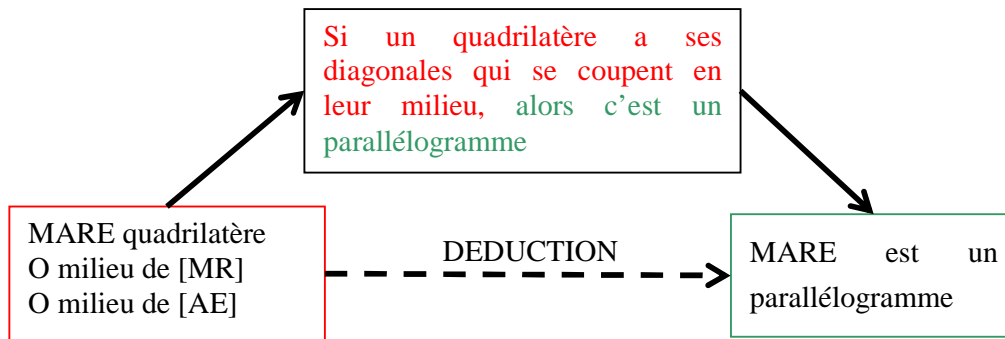 Si un quadrilatère a ses
diagonales qui se coupent en
leur milieu, alors c’est un
parallélogramme
MARE quadrilatère
O milieu de [MR]
O milieu de [AE]
DEDUCTION
MARE est un
parallélogramme